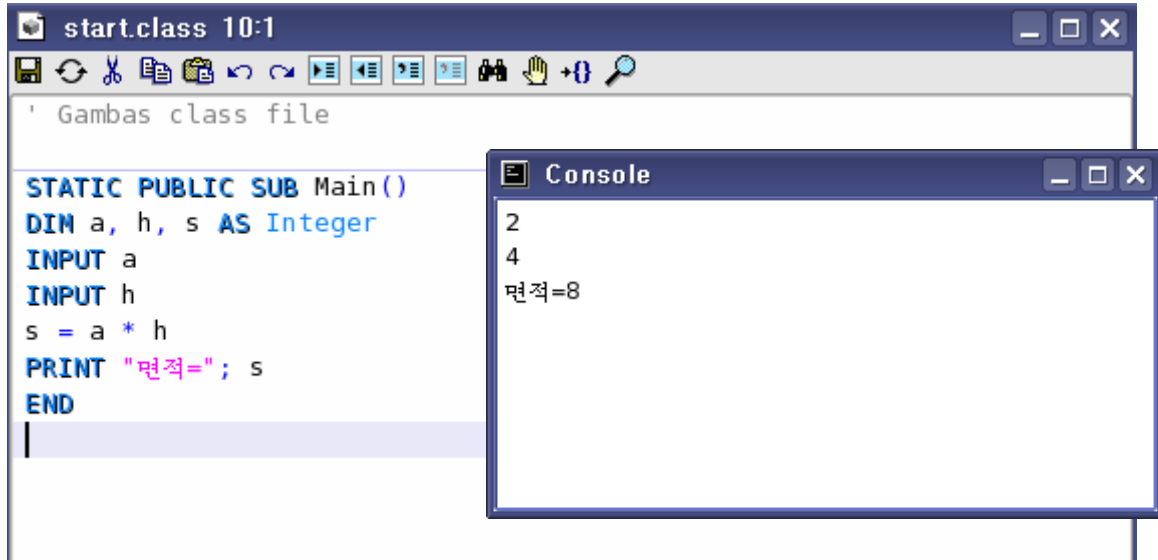 start.class 10:1
' Gambas class file
STATIC PUBLIC SUB Main()
DIM a, h, s AS Integer
INPUT a
INPUT h
s = a * h
PRINT "면적="; s
END
Console
2
4
면적=8